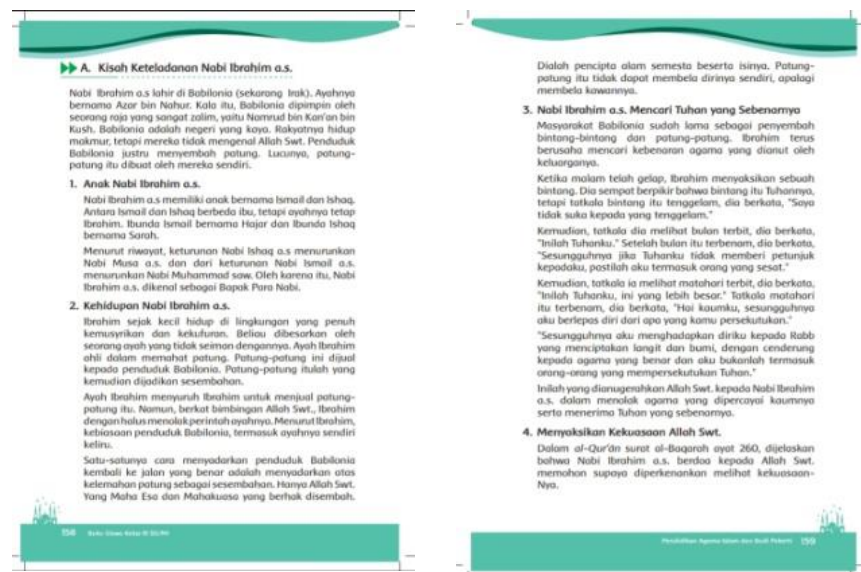 A. Kisah Keteladanan Nabi Ibrahim a.s.
Nabi Ibrahim a.s lahir di Babilonia (sekarang Irak). Ayahnya
bernama Azar bin Nahur. Kala itu, Babilonia dipimpin oleh
seorang raja yang sangat zalim, yaitu Namrud bin Kan'an bin
Kush. Babilonia adalah negeri yang kaya. Rakyatnya hidup
makmur, tetapi mereka tidak mengenal Allah Swt. Penduduk
Babilonia justru menyembah patung. Lucunya, patung-
patung itu dibuat oleh mereka sendiri.
1. Anak Nabi Ibrahim a.s.
Nabi Ibrahim a.s memiliki anak bernama Ismail dan Ishaq.
Antara Ismail dan Ishaq berbeda ibu, tetapi ayahnya tetap
Ibrahim. Ibunda Ismail bernama Hajar dan Ibunda Ishaq
bernama Sarah.
Menurut riwayat, keturunan Nabi Ishaq a.s menurunkan
Nabi Musa a.s. dan dari keturunan Nabi Ismail a.s.
menurunkan Nabi Muhammad saw. Oleh karena itu, Nabi
Ibrahim a.s. dikenal sebagai Bapak Para Nabi.
2. Kehidupan Nabi Ibrahim a.s.
Ibrahim sejak kecil hidup di lingkungan yang penuh
kemusyrikan dan kekufuran. Beliau dibesarkan oleh
seorang ayah yang tidak seiman dengannya. Ayah Ibrahim
ahli dalam memahat patung. Patung-patung ini dijual
kepada penduduk Babilonia. Patung-patung itulah yang
kemudian dijadikan sesembahan.
Ayah Ibrahim menyuruh Ibrahim untuk menjual patung-
patung itu. Namun, berkat bimbingan Allah Swt., Ibrahim
dengan halus menolak perintah ayahnya. Menurut Ibrahim,
kebiasaan penduduk Babilonia, termasuk ayahnya sendiri
keliru.
Satu-satunya cara menyadarkan penduduk Babilonia
kembali ke jalan yang benar adalah menyadarkan atas
kelemahan patung sebagai sesembahan. Hanya Allah Swt.
Yang Maha Esa dan Mahakuasa yang berhak disembah.
158 Buku Siswa Kelas III SD/MI
Dialah pencipta alam semesta beserta isinya. Patung-
patung itu tidak dapat membela dirinya sendiri, apalagi
membela kawannya.
3. Nabi Ibrahim a.s. Mencari Tuhan yang Sebenarnya
Masyarakat Babilonia sudah lama sebagai penyembah
bintang-bintang dan patung-patung. Ibrahim terus
berusaha mencari kebenaran agama yang dianut oleh
keluarganya.
Ketika malam telah gelap, Ibrahim menyaksikan sebuah
bintang. Dia sempat berpikir bahwa bintang itu Tuhannya,
tetapi tatkala bintang itu tenggelam, dia berkata, "Saya
tidak suka kepada yang tenggelam."
Kemudian, tatkala dia melihat bulan terbit, dia berkata,
"Inilah Tuhanku." Setelah bulan itu terbenam, dia berkata,
"Sesungguhnya jika Tuhanku tidak memberi petunjuk
kepadaku, pastilah aku termasuk orang yang sesat."
Kemudian, tatkala ia melihat matahari terbit, dia berkata,
"Inilah Tuhanku, ini yang lebih besar." Tatkala matahari
itu terbenam, dia berkata, "Hai kaumku, sesungguhnya
aku berlepas diri dari apa yang kamu persekutukan."
"Sesungguhnya aku menghadapkan diriku kepada Rabb
yang menciptakan langit dan bumi, dengan cenderung
kepada agama yang benar dan aku bukanlah termasuk
orang-orang yang mempersekutukan Tuhan."
Inilah yang dianugerahkan Allah Swt. kepada Nabi Ibrahim
a.s. dalam menolak agama yang dipercayai kaumnya
serta menerima Tuhan yang sebenarnya.
4. Menyaksikan Kekuasaan Allah Swt.
Dalam al-Qur'ān surat al-Baqarah ayat 260, dijelaskan
bahwa Nabi Ibrahim a.s. berdoa kepada Allah Swt.
memohon supaya diperkenankan melihat kekuasaan-
Nya.
Pendidikan Agama Islam dan Budi Pekerti 159